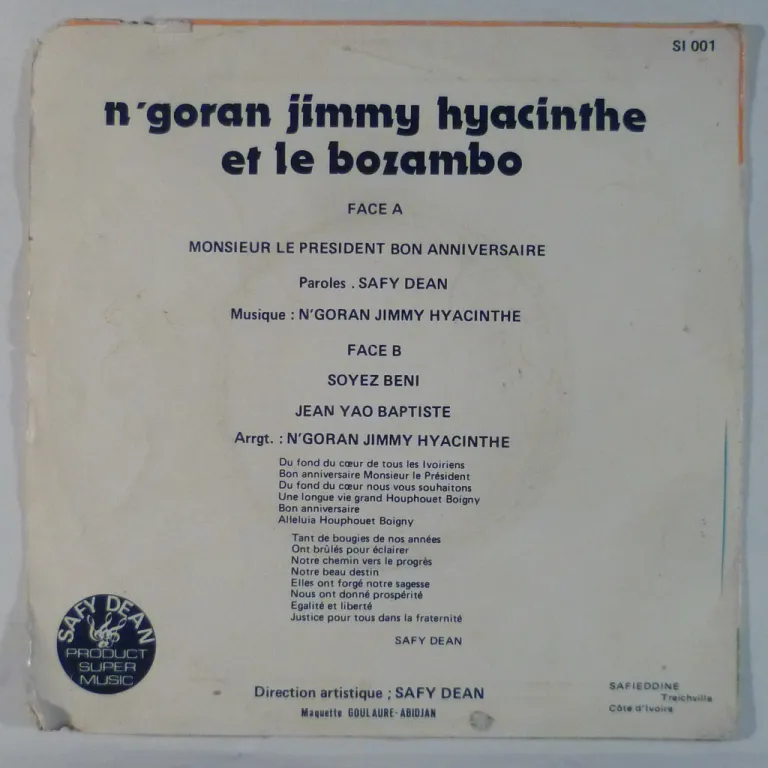 SI 001
n'goran jimmy hyacinthe
et le bozambo
FACE A
MONSIEUR LE PRESIDENT BON ANNIVERSAIRE
Paroles . SAFY DEAN
Musique : N'GORAN JIMMY HYACINTHE
FACE B
SOYEZ BENI
JEAN YAO BAPTISTE
Arrgt. : N'GORAN JIMMY HYACINTHE
Du fond du cœur de tous les Ivoiriens
Bon anniversaire Monsieur le Président
Du fond du cœur nous vous souhaitons
Une longue vie grand Houphouet Boigny
Bon anniversaire
Alleluia Houphouet Boigny
Tant de bougies de nos années
Ont brûlés pour éclairer
Notre chemin vers le progrès
Notre beau destin
Elles ont forgé notre sagesse
Nous ont donné prospérité
Egalité et liberté
Justice pour tous dans la fraternité
SAFY DEAN
SAFY DEAN
PRODUCT
SUPER
MUSIC
Direction artistique ; SAFY DEAN
Maquette GOULAURE-ABIDJAN
SAFIEDDINE
Treichville
Côte d'Ivoire